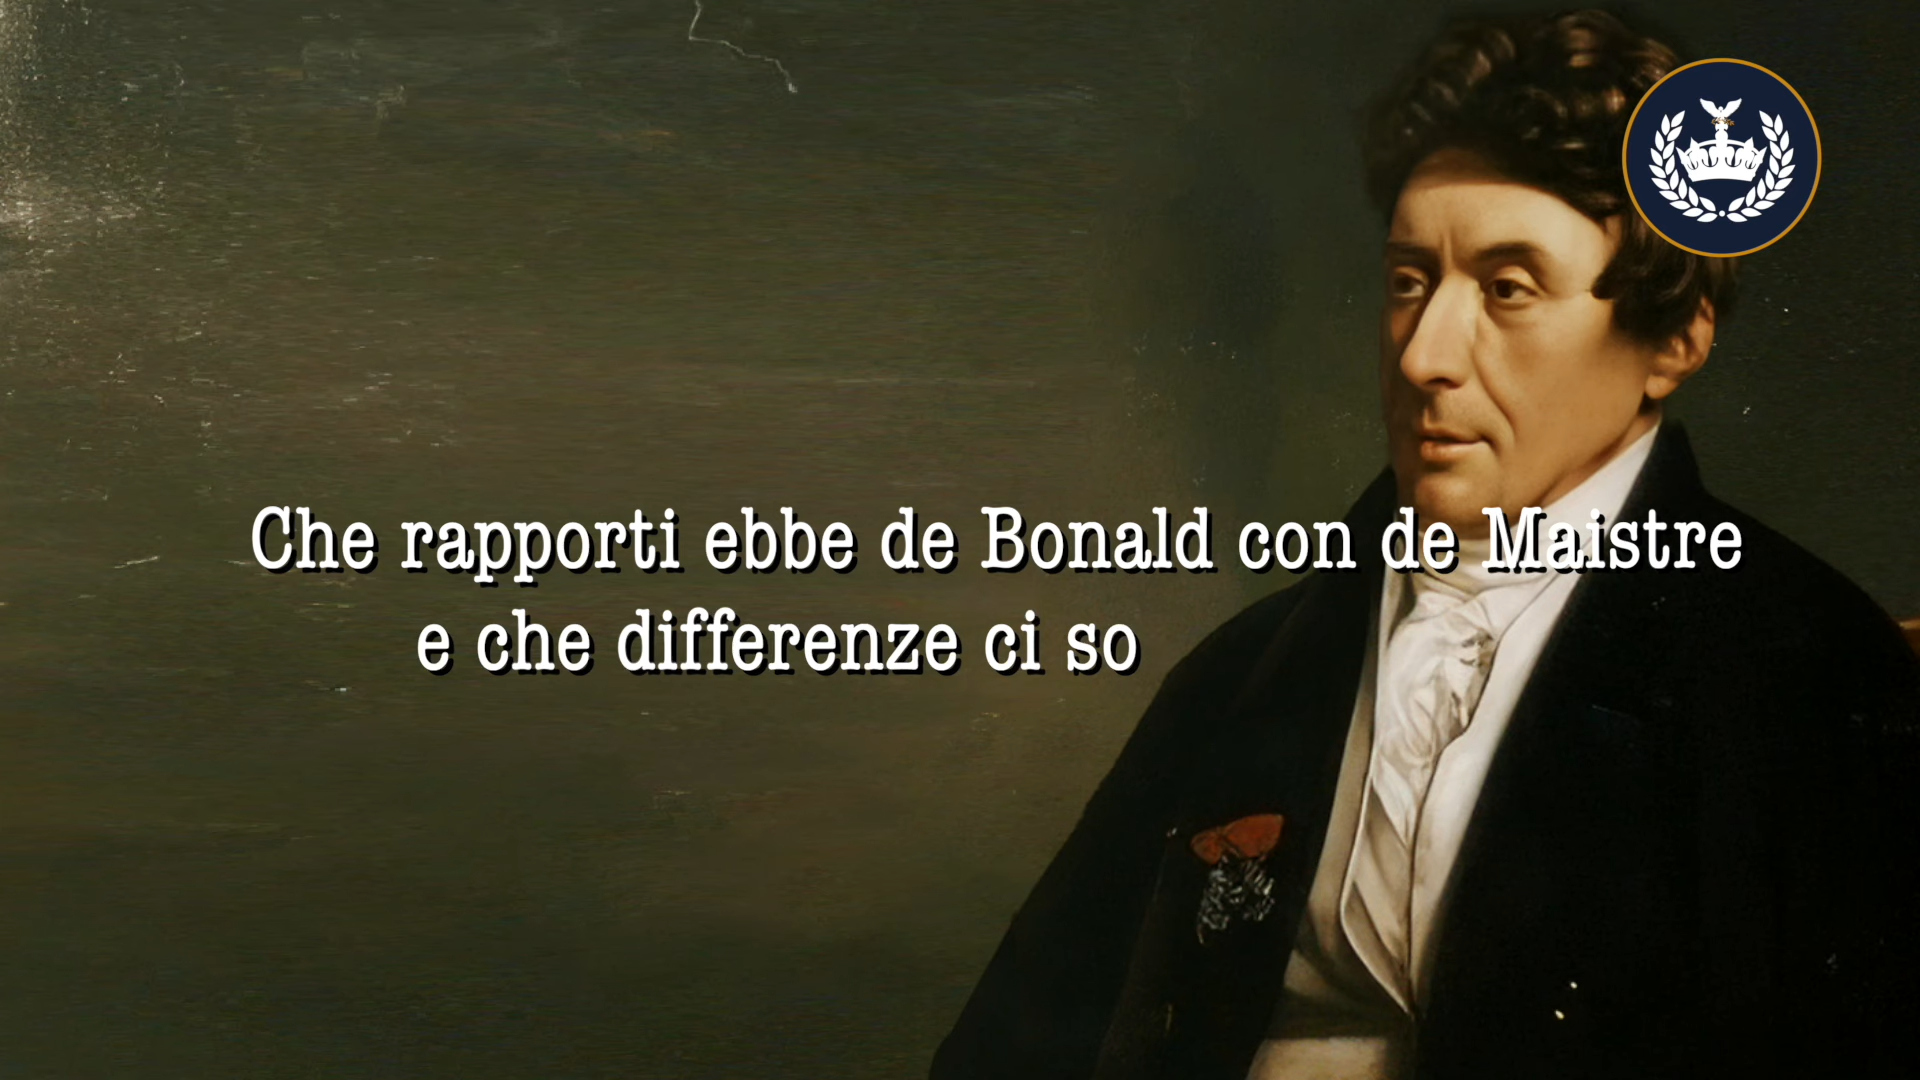 Che rapporti ebbe de Bonald con de Maistre
e che differenze ci so